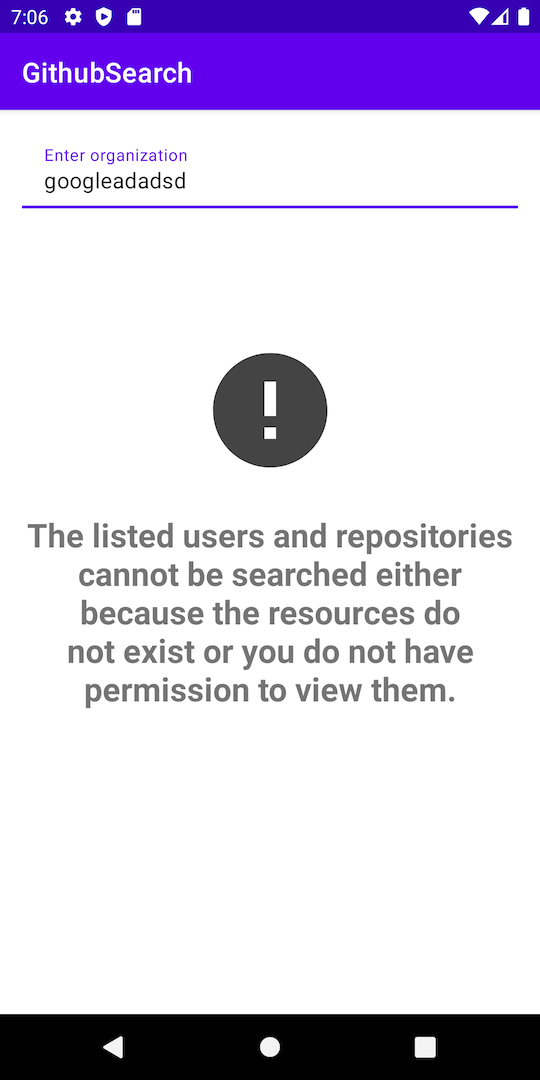 7:06
GithubSearch
Enter organization
googleadadsd
The listed users and repositories
cannot be searched either
because the resources do
not exist or you do not have
permission to view them.